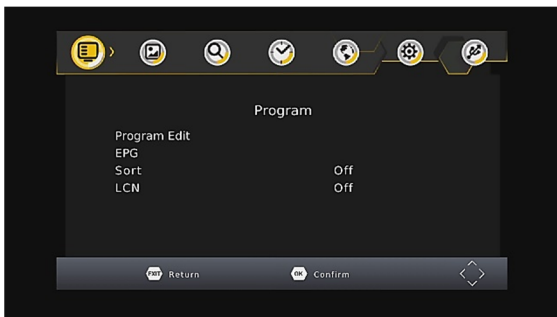 Program
Program Edit
EPG
Sort Off
LCN Off
EXIT Return OK Confirm